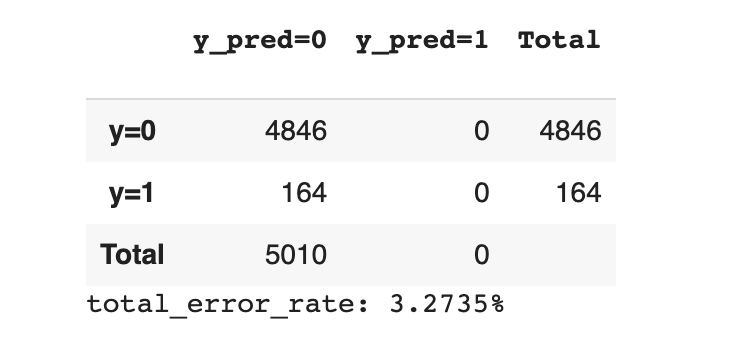 y_pred=0 y_pred=1 Total
y=0 4846 0 4846
y=1 164 0 164
Total 5010 0
total_error_rate: 3.2735%